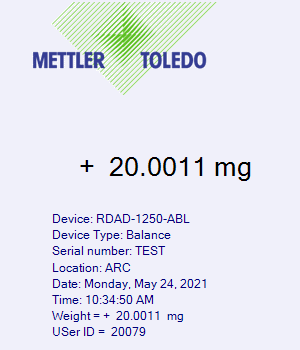 METTLER TOLEDO
+ 20.0011 mg
Device: RDAD-1250-ABL
Device Type: Balance
Serial number: TEST
Location: ARC
Date: Monday, May 24, 2021
Time: 10:34:50 AM
Weight = + 20.0011 mg
USer ID = 20079